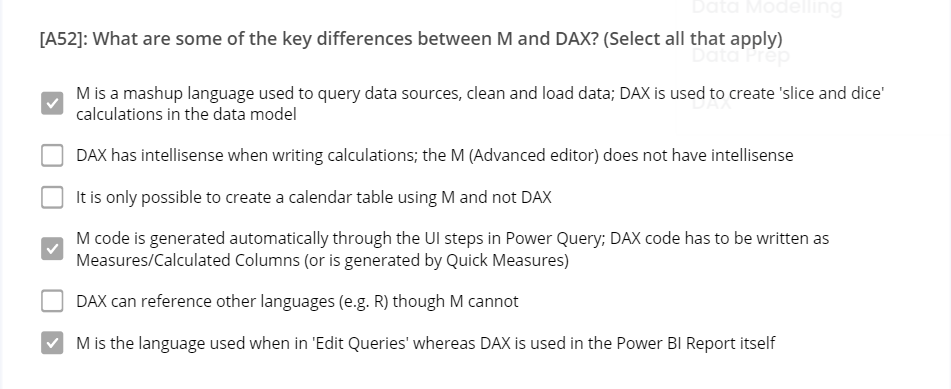 Data Modelling
[A52]: What are some of the key differences between M and DAX? (Select all that apply)
Data Prep
M is a mashup language used to query data sources, clean and load data; DAX is used to create 'slice and dice'
DAX
calculations in the data model
DAX has intellisense when writing calculations; the M (Advanced editor) does not have intellisense
It is only possible to create a calendar table using M and not DAX
M code is generated automatically through the UI steps in Power Query; DAX code has to be written as
Measures/Calculated Columns (or is generated by Quick Measures)
DAX can reference other languages (e.g. R) though M cannot
M is the language used when in 'Edit Queries' whereas DAX is used in the Power BI Report itself